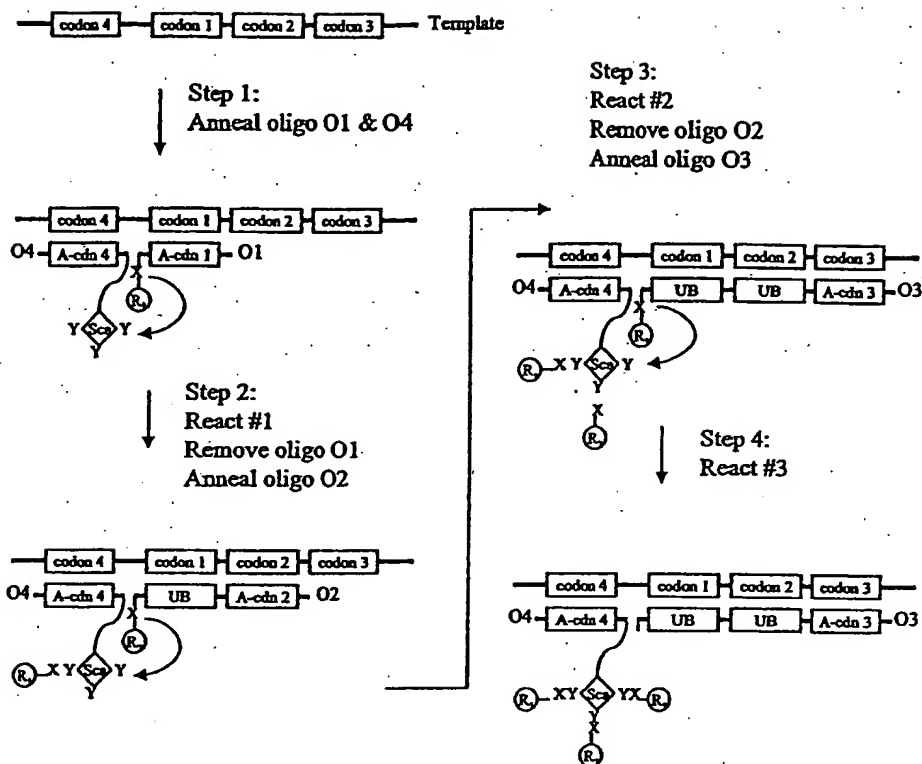 codon 4 codon 1 codon 2 codon 3 Template
Step 1:
Anneal oligo O1 & O4
codon 4 codon 1 codon 2 codon 3
O4 A-cdn 4 A-cdn 1 O1
X
R
Y Sca Y
Y
Step 2:
React #1
Remove oligo O1
Anneal oligo O2
codon 4 codon 1 codon 2 codon 3
O4 A-cdn 4 UB A-cdn 2 O2
X
R
R X Y Sca Y
Y
Step 3:
React #2
Remove oligo O2
Anneal oligo O3
codon 4 codon 1 codon 2 codon 3
O4 A-cdn 4 UB UB A-cdn 3 O3
X
R
R X Y Sca Y
Y
X
R
Step 4:
React #3
codon 4 codon 1 codon 2 codon 3
O4 A-cdn 4 UB UB A-cdn 3 O3
R XY Sca YX R
Y
X
R